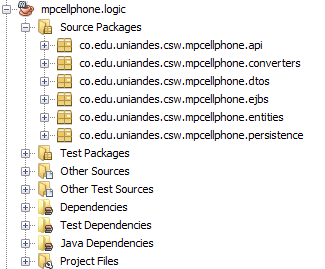 mpcellphone.logic
Source Packages
co.edu.uniandes.csw.mpcellphone.api
co.edu.uniandes.csw.mpcellphone.converters
co.edu.uniandes.csw.mpcellphone.dtos
co.edu.uniandes.csw.mpcellphone.ejbs
co.edu.uniandes.csw.mpcellphone.entities
co.edu.uniandes.csw.mpcellphone.persistence
Test Packages
Other Sources
Other Test Sources
Dependencies
Test Dependencies
Java Dependencies
Project Files